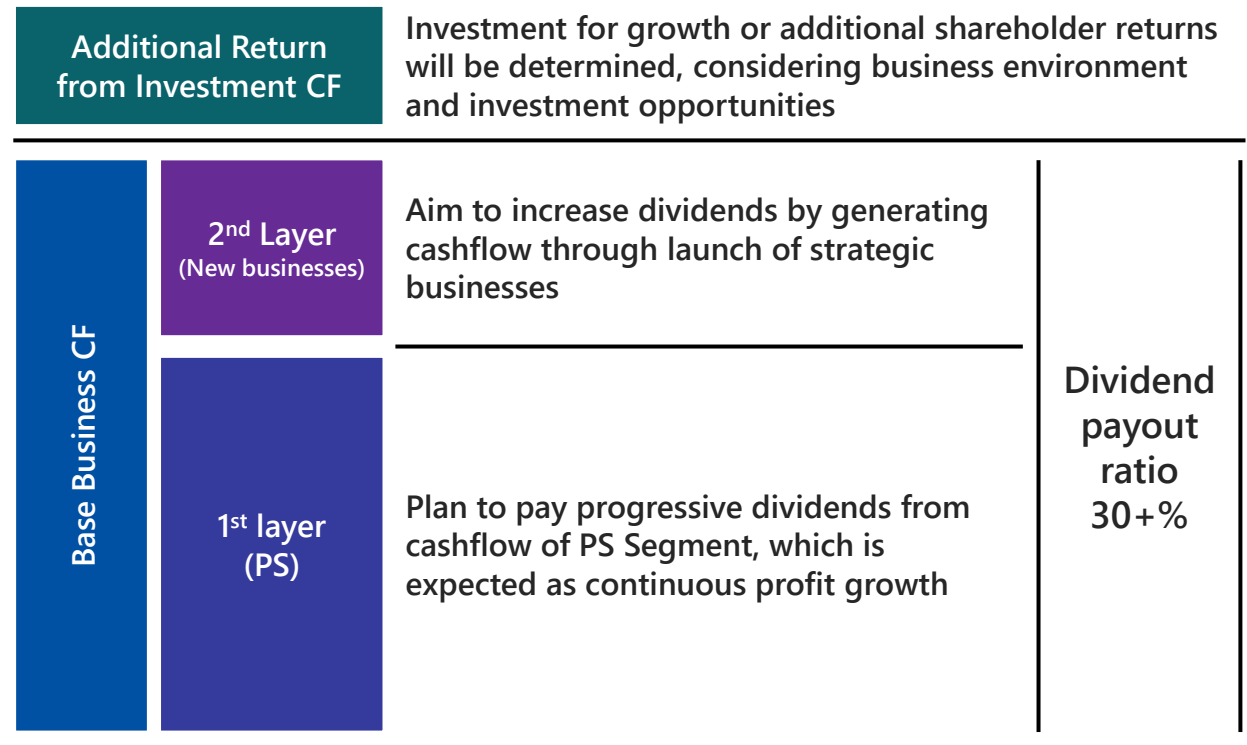 Additional Return
from Investment CF
Investment for growth or additional shareholder returns
will be determined, considering business environment
and investment opportunities
Base Business CF
2nd Layer
(New businesses)
Aim to increase dividends by generating
cashflow through launch of strategic
businesses
1st layer
(PS)
Plan to pay progressive dividends from
cashflow of PS Segment, which is
expected as continuous profit growth
Dividend
payout
ratio
30+%